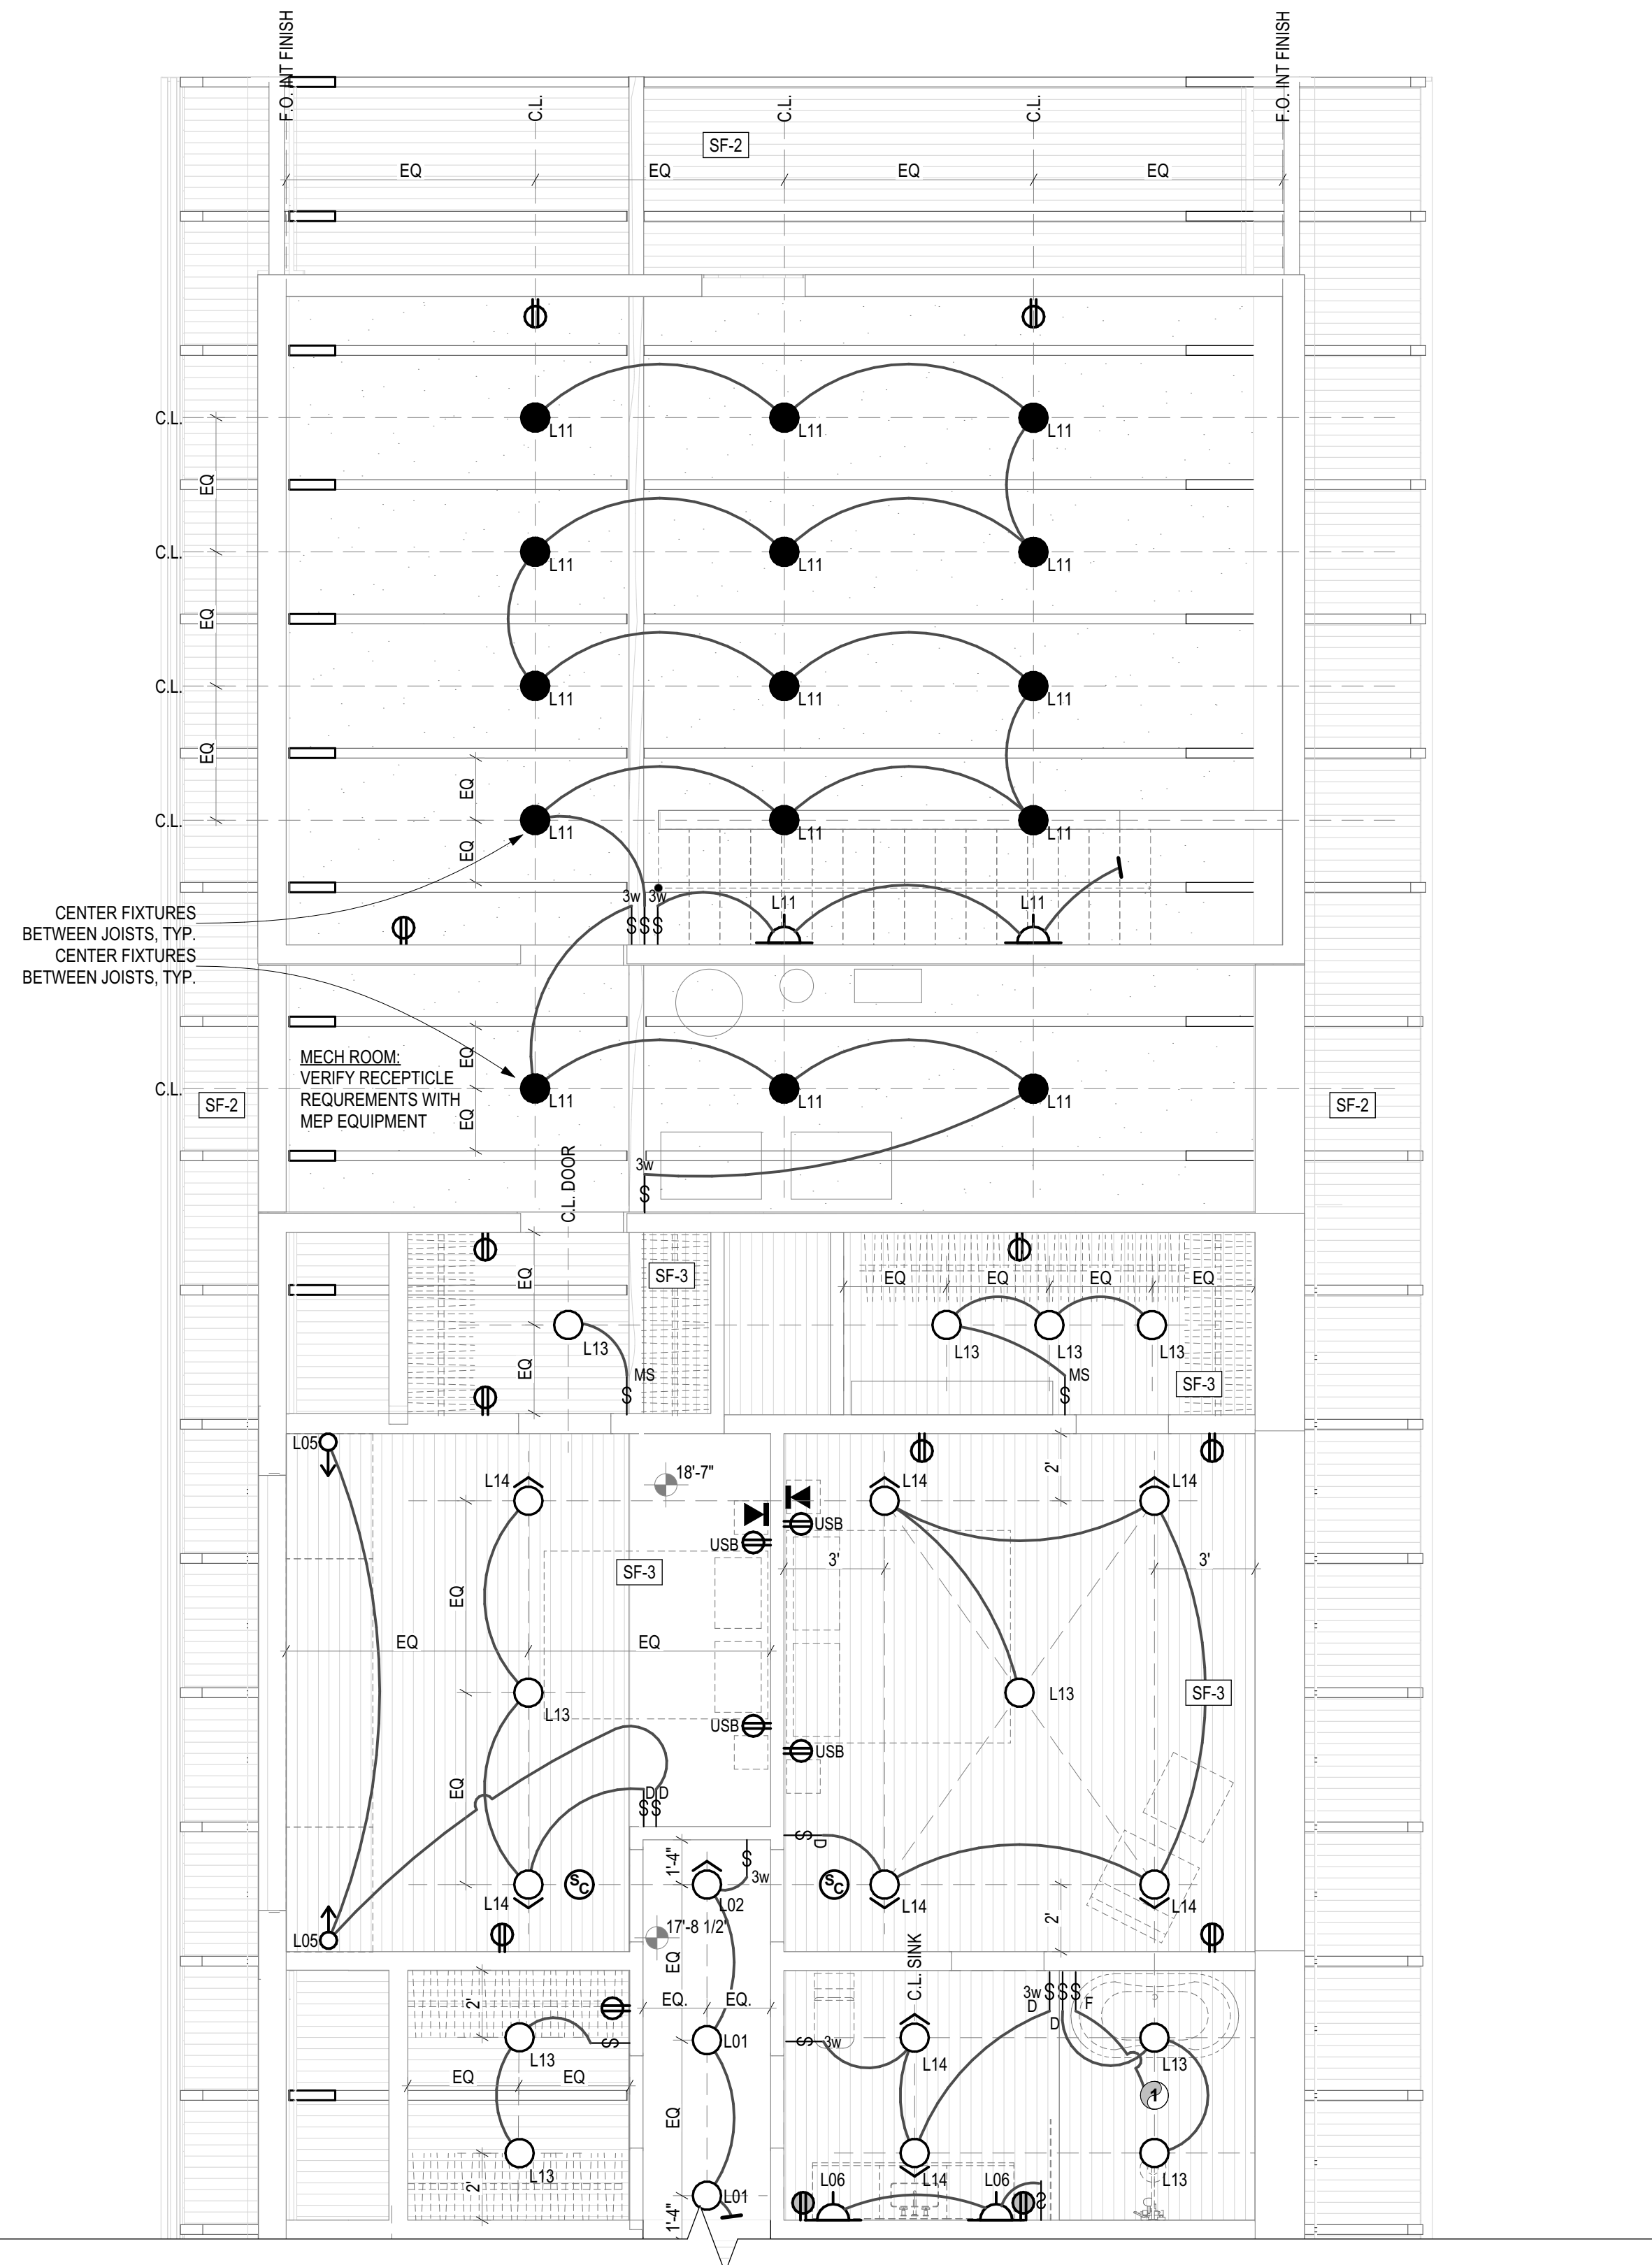 F.O. INT FINISH
C.L.
C.L.
C.L.
F.O. INT FINISH
SF-2
EQ
EQ
EQ
EQ
C.L.
L11
L11
L11
EQ
C.L.
L11
L11
L11
EQ
C.L.
L11
L11
L11
EQ
EQ
C.L.
L11
L11
L11
EQ
3w
3w
S
S
S
L11
L11
CENTER FIXTURES
BETWEEN JOISTS, TYP.
CENTER FIXTURES
BETWEEN JOISTS, TYP.
MECH ROOM:
VERIFY RECEPTICLE
REQUREMENTS WITH
MEP EQUIPMENT
EQ
C.L.
SF-2
L11
L11
L11
SF-2
EQ
C.L. DOOR
3w
S
EQ
SF-3
EQ
EQ
EQ
EQ
L13
L13
L13
L13
EQ
MS
S
MS
S
SF-3
L05
L14
18'-7"
L14
L14
2'
USB
USB
SF-3
3'
3'
EQ
EQ
EQ
L13
L13
SF-3
USB
USB
EQ
D
D
S
S
S
D
1'-4"
S
3w
L14
S
C
L02
S
C
L14
L14
L05
17'-8 1/2'
2'
EQ
C.L. SINK
2'
S
EQ.
EQ.
3w
D
S
S
S
F
D
L13
L01
S
3w
L14
L13
EQ
EQ
EQ
1
L13
L14
L13
L06
L06
2'
L01
S
1'-4"